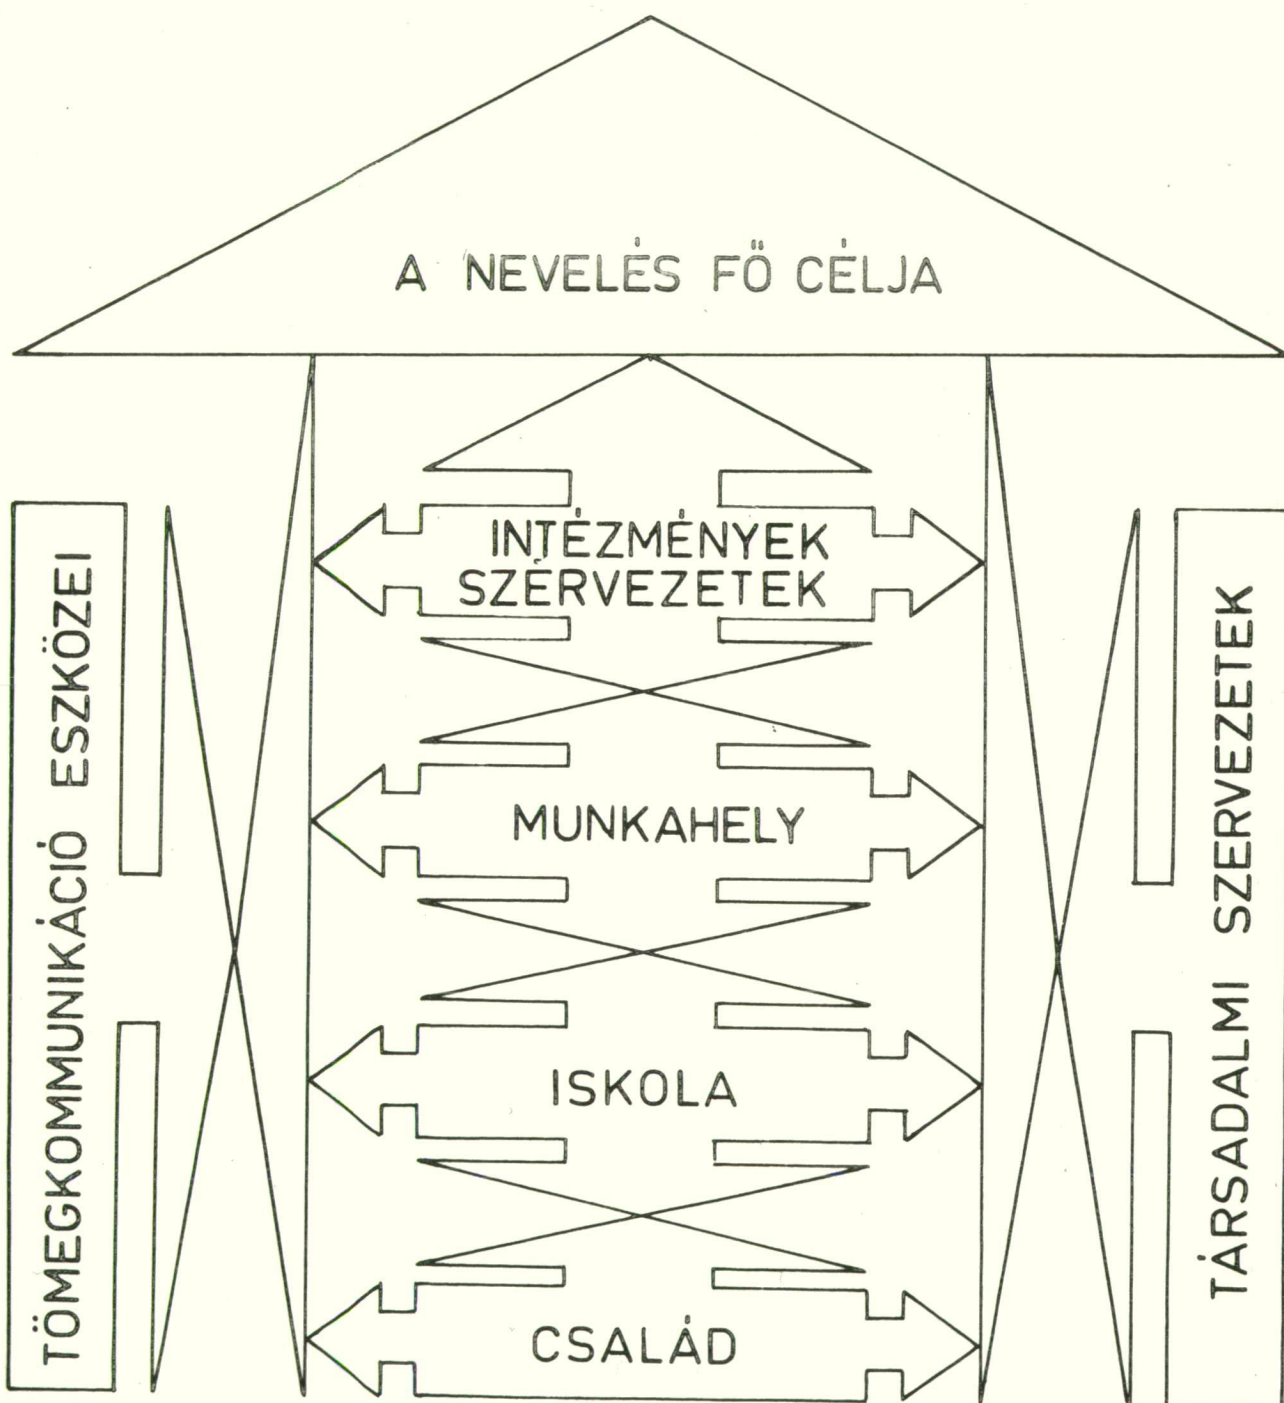 A NEVELÉS FŐ CÉLJA
TÖMEGKOMMUNIKÁCIÓ ESZKÖZEI
INTÉZMÉNYEK
SZERVEZETEK
MUNKAHELY
ISKOLA
CSALÁD
TÁRSADALMI SZERVEZETEK